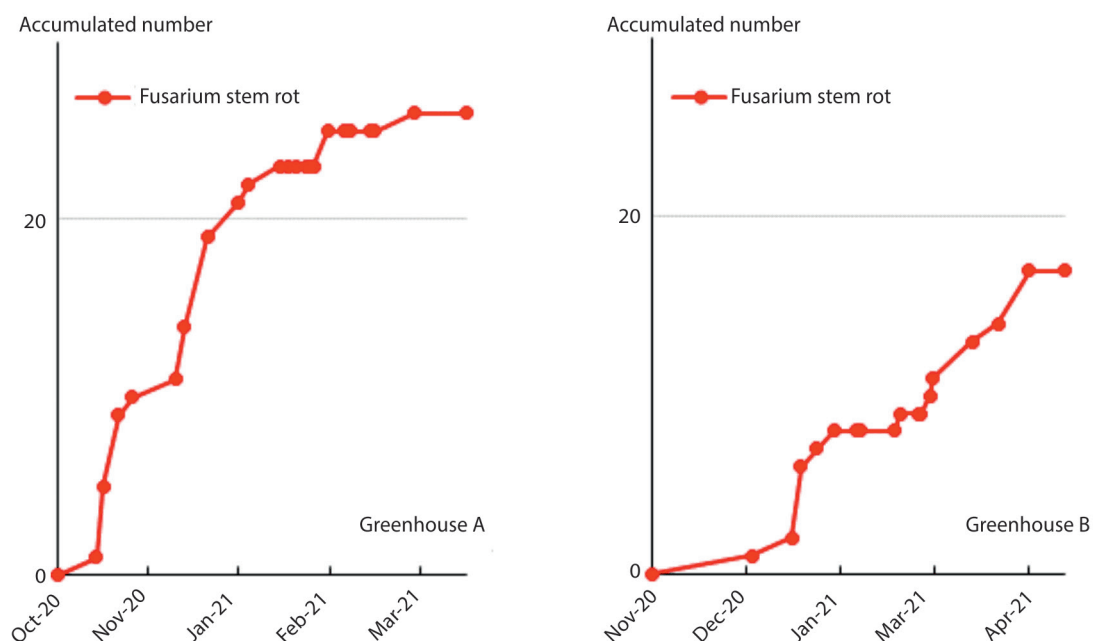 Accumulated number
Fusarium stem rot
20
0
Greenhouse A
Oct-20
Nov-20
Jan-21
Feb-21
Mar-21
Accumulated number
Fusarium stem rot
20
0
Greenhouse B
Nov-20
Dec-20
Jan-21
Mar-21
Apr-21